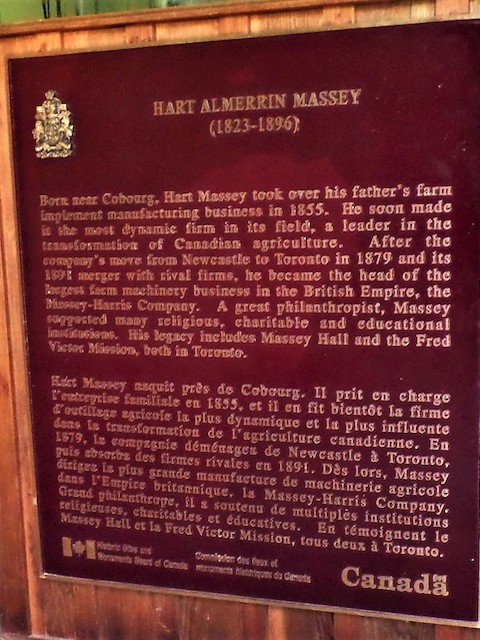 HART ALMERRIN MASSEY
(1823-1896)
Born near Cobourg, Hart Massey took over his father's farm
implement manufacturing business in 1855. He soon made
it the most dynamic firm in its field, a leader in the
transformation of Canadian agriculture. After the
company's move from Newcastle to Toronto in 1879 and its
1891 merger with rival firms, he became the head of the
largest farm machinery business in the British Empire, the
Massey-Harris Company. A great philanthropist, Massey
supported many religious, charitable and educational
institutions. His legacy includes Massey Hall and the Fred
Victor Mission, both in Toronto.
Hart Massey naquit près de Cobourg. Il prit en charge
l'entreprise familiale en 1855, et il en fit bientôt la firme
d'outillage agricole la plus dynamique et la plus influente
dans la transformation de l'agriculture canadienne. En
1879, la compagnie déménagea de Newcastle à Toronto,
puis absorba des firmes rivales en 1891. Dès lors, Massey
dirigea la plus grande manufacture de machinerie agricole
dans l'Empire britannique, la Massey-Harris Company.
Grand philanthrope, il a soutenu de multiples institutions
religieuses, charitables et éducatives. En témoignent le
Massey Hall et la Fred Victor Mission, tous deux à Toronto.
Historic Sites and
Monuments Board of Canada
Commission des lieux et
monuments historiques du Canada
Canada